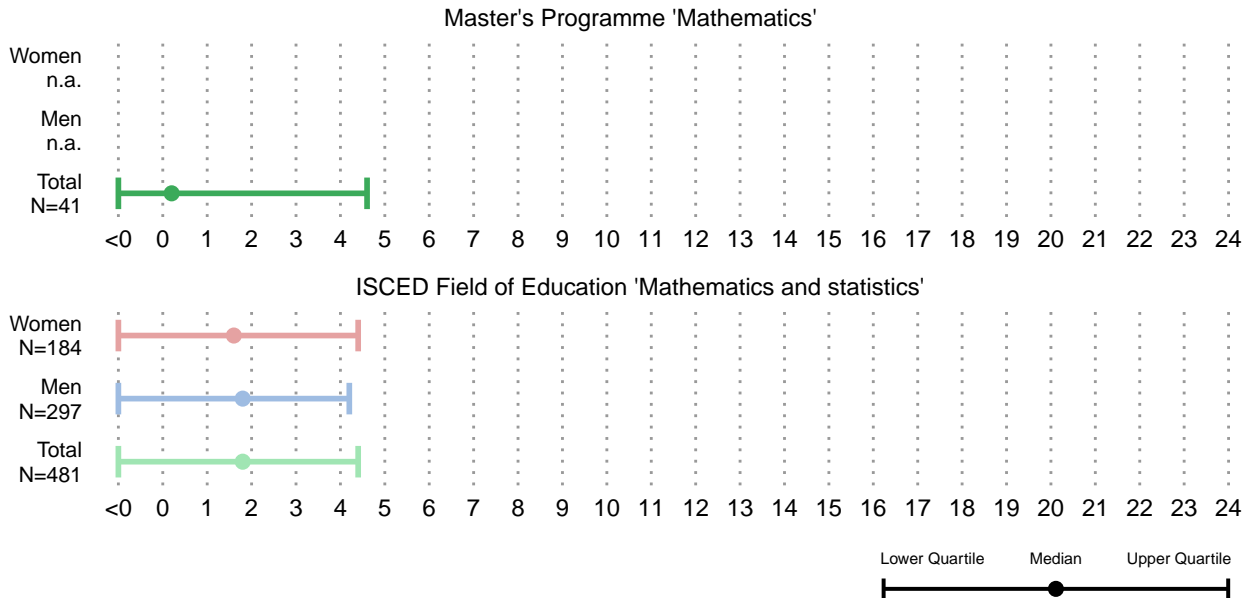 Master's Programme 'Mathematics'
Women
n.a.
Men
n.a.
Total
N=41
<0 0 1 2 3 4 5 6 7 8 9 10 11 12 13 14 15 16 17 18 19 20 21 22 23 24
ISCED Field of Education 'Mathematics and statistics'
Women
N=184
Men
N=297
Total
N=481
<0 0 1 2 3 4 5 6 7 8 9 10 11 12 13 14 15 16 17 18 19 20 21 22 23 24
Lower Quartile Median Upper Quartile